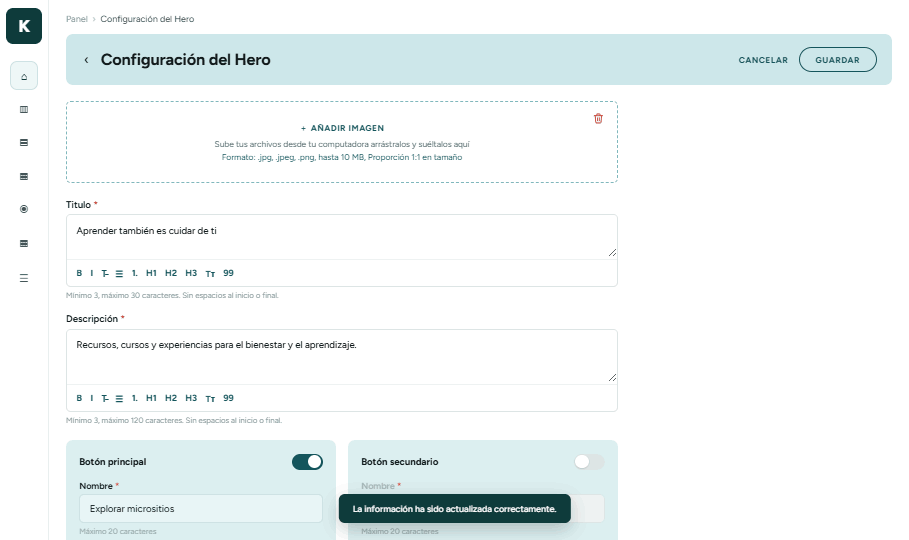 K
Panel › Configuración del Hero
‹ Configuración del Hero
CANCELAR
GUARDAR
+ AÑADIR IMAGEN
Sube tus archivos desde tu computadora arrástralos y suéltalos aquí
Formato: .jpg, .jpeg, .png, hasta 10 MB, Proporción 1:1 en tamaño
Titulo *
Aprender también es cuidar de ti
B I T 1. H1 H2 H3 Tт 99
Mínimo 3, máximo 30 caracteres. Sin espacios al inicio o final.
Descripción *
Recursos, cursos y experiencias para el bienestar y el aprendizaje.
B I T 1. H1 H2 H3 Tт 99
Mínimo 3, máximo 120 caracteres. Sin espacios al inicio o final.
Botón principal
Nombre *
Explorar micrositios
Máximo 20 caracteres
Botón secundario
Nombre *
Máximo 20 caracteres
La información ha sido actualizada correctamente.